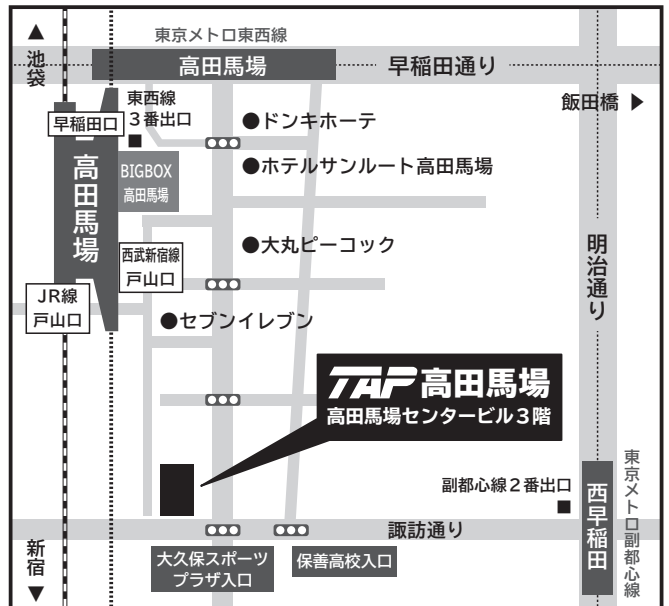 ▲
池袋
東京メトロ東西線
高田馬場
早稲田通り
飯田橋 ▶
早稲田口
東西線
3番出口
■
●ドンキホーテ
高田馬場
BIGBOX
高田馬場
●ホテルサンルート高田馬場
西武新宿線
戸山口
●大丸ピーコック
明治通り
JR線
戸山口
●セブンイレブン
TAP 高田馬場
高田馬場センタービル3階
副都心線2番出口
■
西早稲田
東京メトロ副都心線
諏訪通り
新宿
▼
大久保スポーツ
プラザ入口
保善高校入口